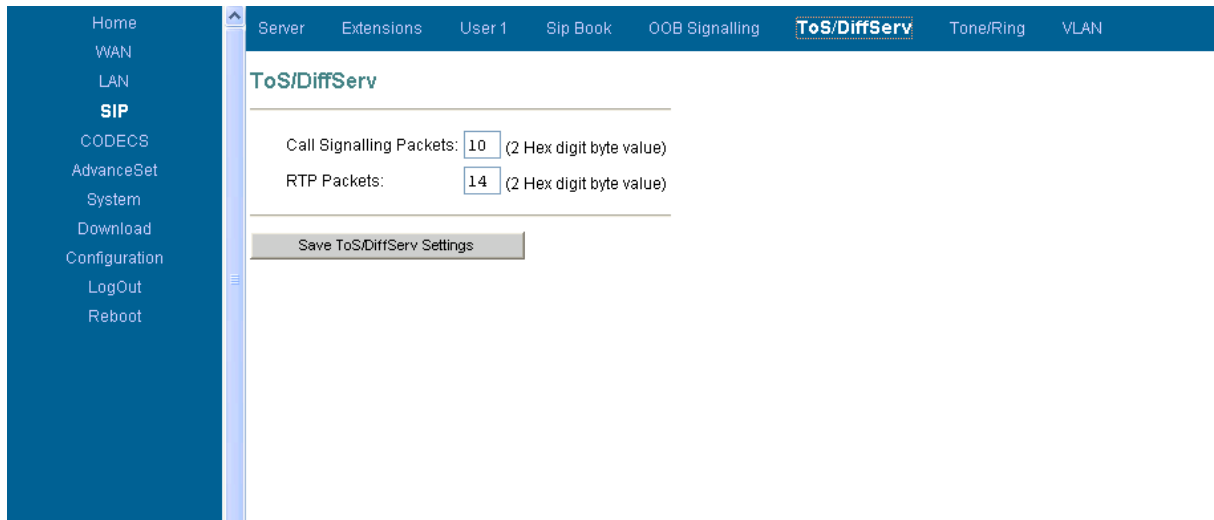 Home
WAN
LAN
SIP
CODECS
AdvanceSet
System
Download
Configuration
LogOut
Reboot
Server Extensions User 1 Sip Book OOB Signalling ToS/DiffServ Tone/Ring VLAN
ToS/DiffServ
Call Signalling Packets: 10 (2 Hex digit byte value)
RTP Packets: 14 (2 Hex digit byte value)
Save ToS/DiffServ Settings